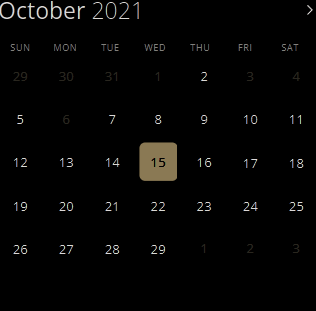 October 2021 >
SUN MON TUE WED THU FRI SAT
29 30 31 1 2 3 4
5 6 7 8 9 10 11
12 13 14 15 16 17 18
19 20 21 22 23 24 25
26 27 28 29 1 2 3